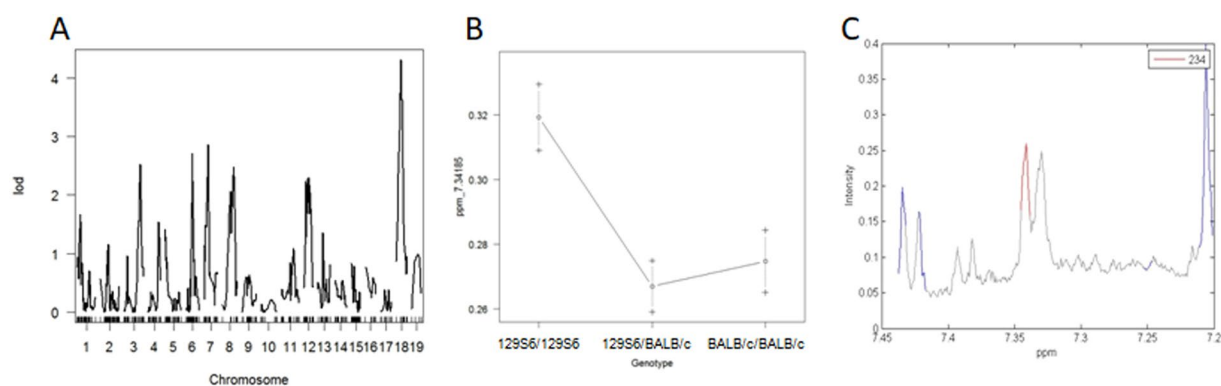 A
4
3
2
1
0
lod
1 2 3 4 5 6 7 8 9 10 11 12 13 14 15 16 17 18 19
Chromosome
B
0.32
0.30
0.28
0.26
ppm_7.34185
129S6/129S6 129S6/BALB/c BALB/c/BALB/c
Genotype
C
234
0.4
0.35
0.3
0.25
0.2
0.15
0.1
0.05
0
Intensity
7.45 7.4 7.35 7.3 7.25 7.2
ppm